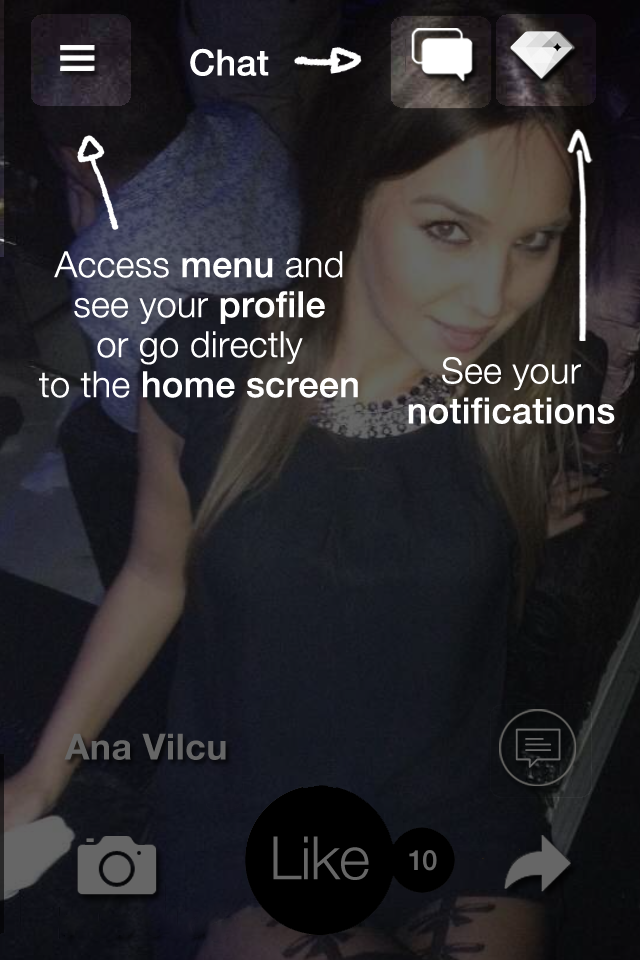 Chat
Access menu and
see your profile
or go directly
to the home screen
See your
notifications
Ana Vilcu
Like
10